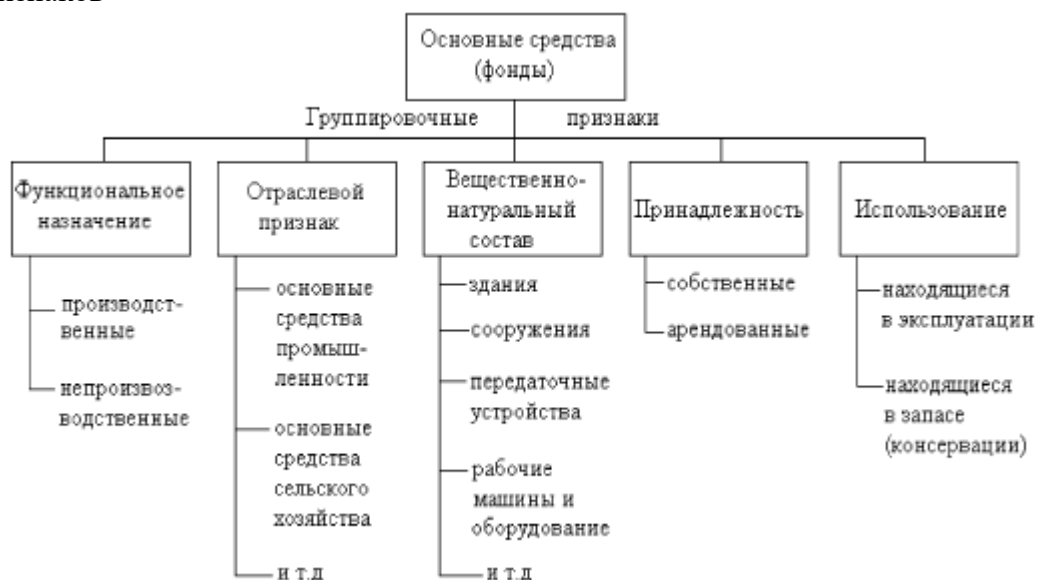 Основные средства
(фонды)
Группировочные признаки
Функциональное
назначение
производст-
венные
непроизвоз-
водственные
Отраслевой
признак
основные
средства
промыш-
ленности
основные
средства
сельского
хозяйства
и т.д
Вещественно-
натуральный
состав
здания
сооружения
передаточные
устройства
рабочие
машины и
оборудование
и т.д
Принадлежность
собственные
арендованные
Использование
находящиеся
в эксплуатации
находящиеся
в запасе
(консервации)